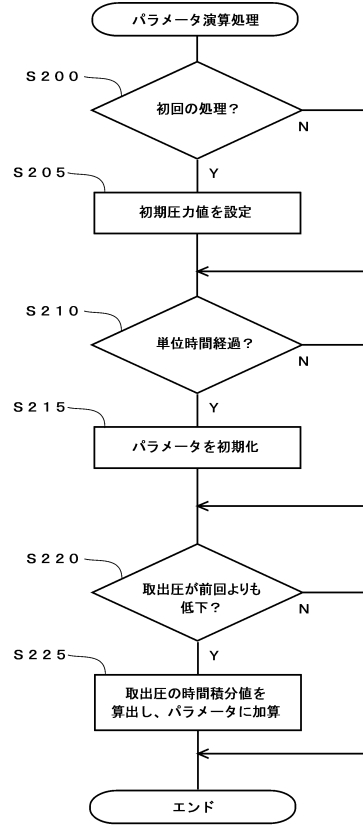 パラメータ演算処理
Ｓ２００
初回の処理？
Ｎ
Ｙ
Ｓ２０５
初期圧力値を設定
Ｓ２１０
単位時間経過？
Ｎ
Ｙ
Ｓ２１５
パラメータを初期化
Ｓ２２０
取出圧が前回よりも
低下？
Ｎ
Ｙ
Ｓ２２５
取出圧の時間積分値を
算出し、パラメータに加算
エンド